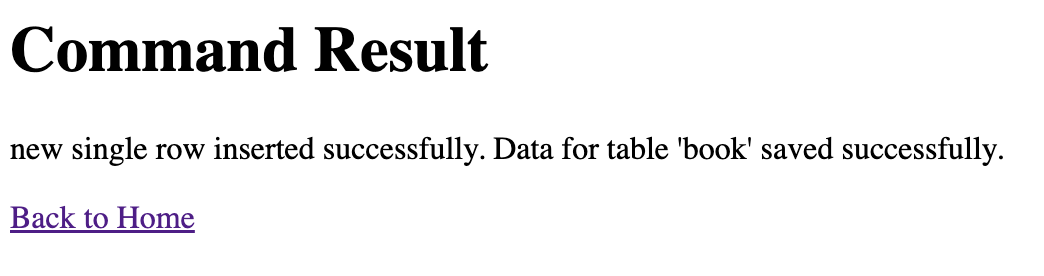 Command Result
new single row inserted successfully. Data for table 'book' saved successfully.
Back to Home